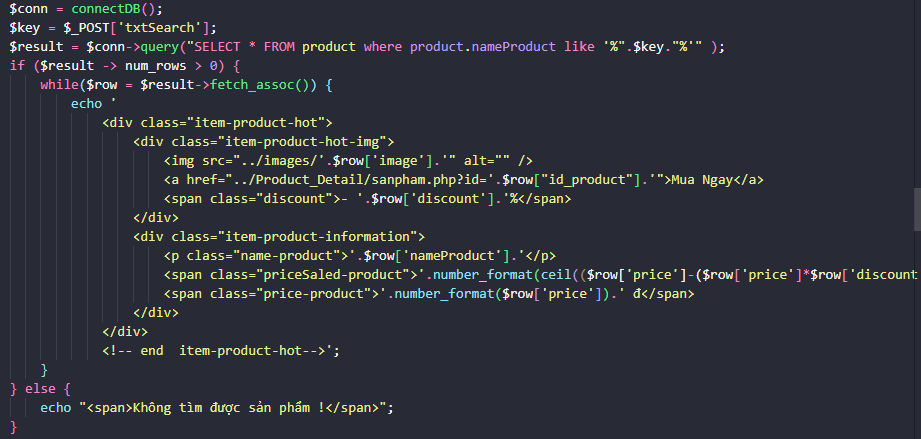 $conn = connectDB();
$key = $_POST['txtSearch'];
$result = $conn->query("SELECT * FROM product where product.nameProduct like '%".$key."%'" );
if ($result -> num_rows > 0) {
    while($row = $result->fetch_assoc()) {
        echo '
            <div class="item-product-hot">
                <div class="item-product-hot-img">
                    <img src="../images/'.$row['image'].'" alt="" />
                    <a href="../Product_Detail/sanpham.php?id='.$row["id_product"].'">Mua Ngay</a>
                    <span class="discount">- '.$row['discount'].'%</span>
                </div>
                <div class="item-product-information">
                    <p class="name-product">'.$row['nameProduct'].'</p>
                    <span class="priceSaled-product">'.number_format(ceil(($row['price']-($row['price']*$row['discount
                    <span class="price-product">'.number_format($row['price']).' đ</span>
                </div>
            </div>
            <!-- end  item-product-hot-->';
    }
} else {
    echo "<span>Không tìm được sản phẩm !</span>";
}